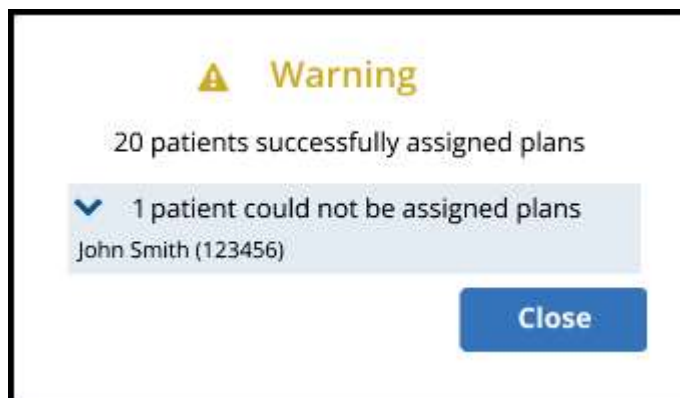 Warning
20 patients successfully assigned plans
1 patient could not be assigned plans
John Smith (123456)
Close